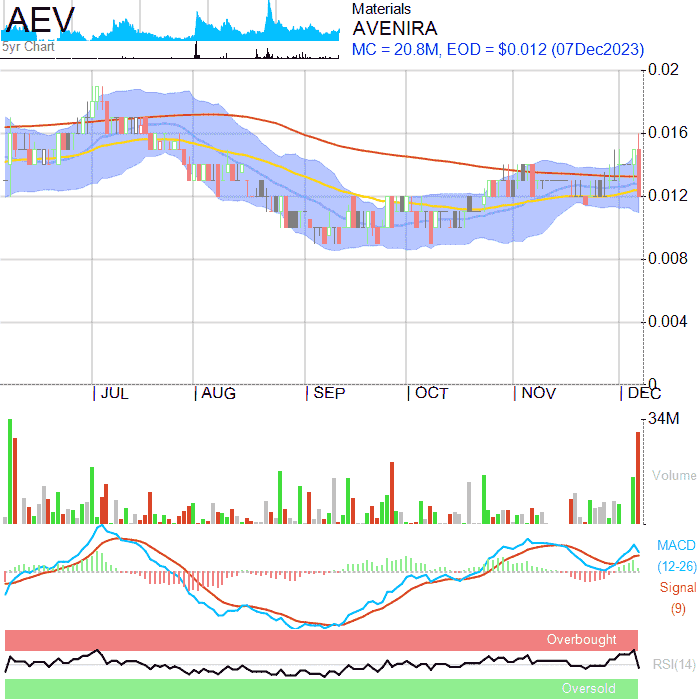 AEV
5yr Chart
Materials
AVENIRA
MC = 20.8M, EOD = $0.012 (07Dec2023)
0.02
0.016
0.012
0.008
0.004
0
JUL AUG SEP OCT NOV DEC
34M
Volume
MACD
(12-26)
Signal
(9)
Overbought
RSI(14)
Oversold